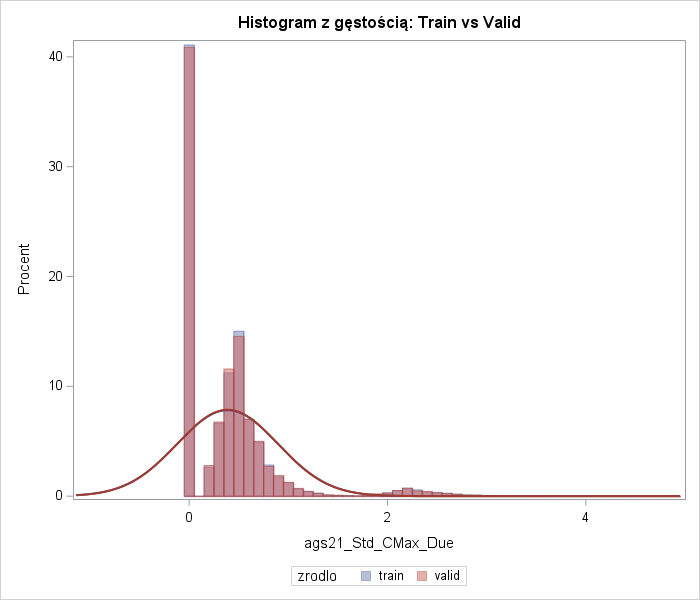 Histogram z gęstością: Train vs Valid
40
30
20
10
0
Procent
0 2 4
ags21_Std_CMax_Due
zrodlo train valid